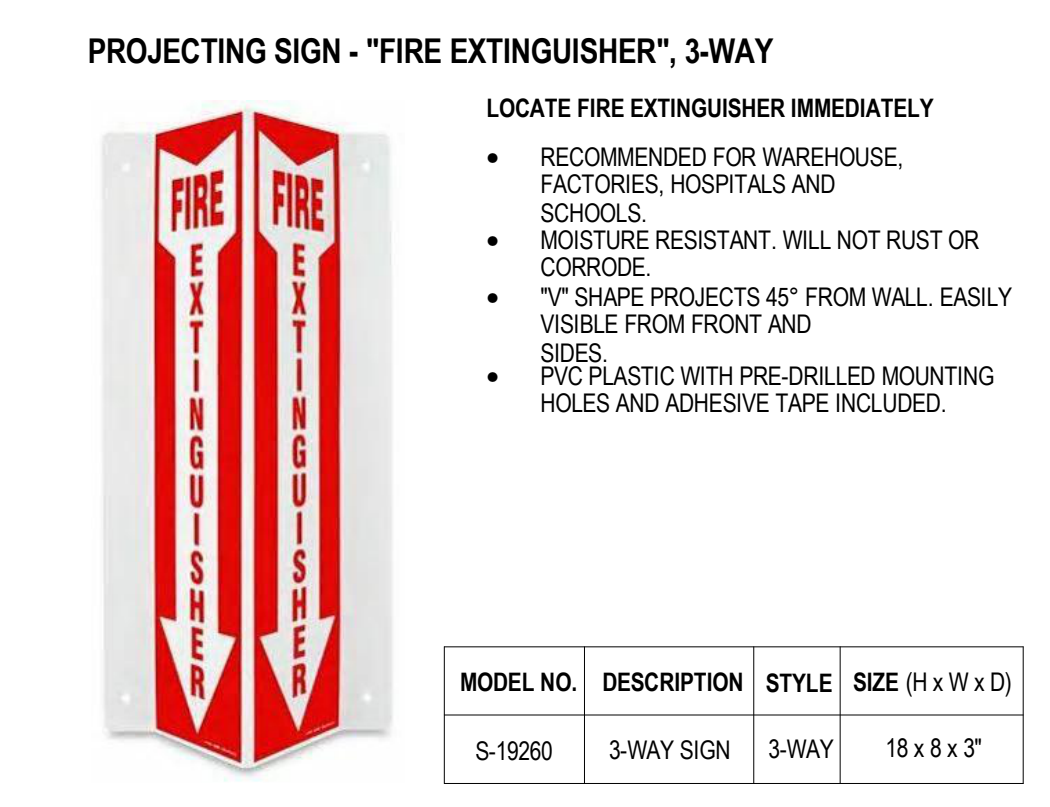 PROJECTING SIGN - "FIRE EXTINGUISHER", 3-WAY
FIRE
EXTINGUISHER
FIRE
EXTINGUISHER
LOCATE FIRE EXTINGUISHER IMMEDIATELY
• RECOMMENDED FOR WAREHOUSE,
FACTORIES, HOSPITALS AND
SCHOOLS.
• MOISTURE RESISTANT. WILL NOT RUST OR
CORRODE.
• "V" SHAPE PROJECTS 45° FROM WALL. EASILY
VISIBLE FROM FRONT AND
SIDES.
• PVC PLASTIC WITH PRE-DRILLED MOUNTING
HOLES AND ADHESIVE TAPE INCLUDED.
MODEL NO. DESCRIPTION STYLE SIZE (H x W x D)
S-19260 3-WAY SIGN 3-WAY 18 x 8 x 3"